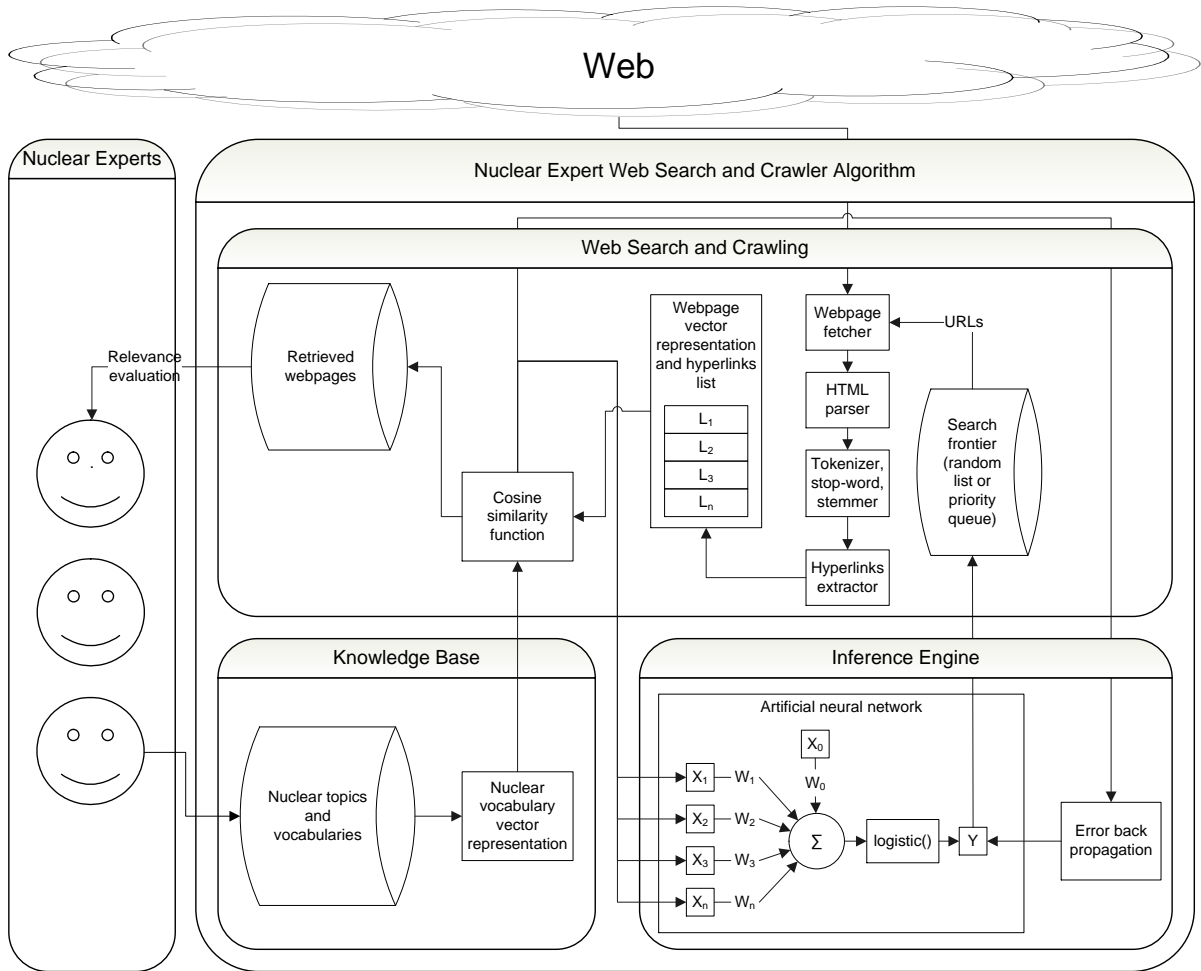 Web
Nuclear Experts
Nuclear Expert Web Search and Crawler Algorithm
Web Search and Crawling
Relevance
evaluation
Retrieved
webpages
Cosine
similarity
function
Webpage
vector
representation
and hyperlinks
list
L1
L2
L3
Ln
Webpage
fetcher
HTML
parser
Tokenizer,
stop-word,
stemmer
Hyperlinks
extractor
URLs
Search
frontier
(random
list or
priority
queue)
Knowledge Base
Nuclear topics
and
vocabularies
Nuclear
vocabulary
vector
representation
Inference Engine
Artificial neural network
X0
W0
X1 W1
X2 W2
X3 W3
Xn Wn
Σ
logistic()
Y
Error back
propagation